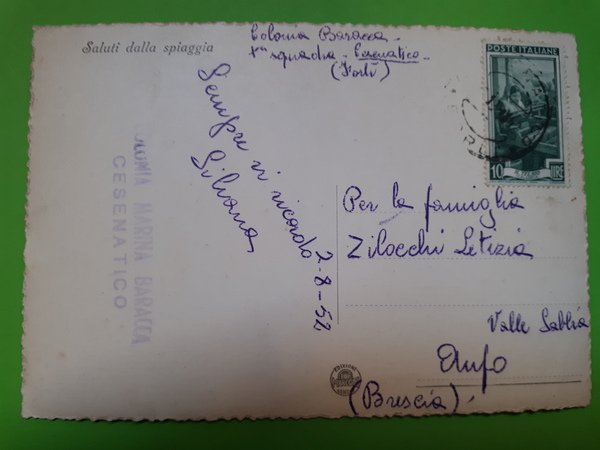 Saluti dalla spiaggia
Colonia Baracca -
1ª squadra - Cesenatico -
(Forlì)
POSTE ITALIANE
10 LIRE
Sempre vi ricordo
Silvana
2-8-52
COLONIA MARINA BARACCA
CESENATICO
Per la famiglia
Zilocchi Letizia
Valle Sabbia
Anfo
(Brescia)